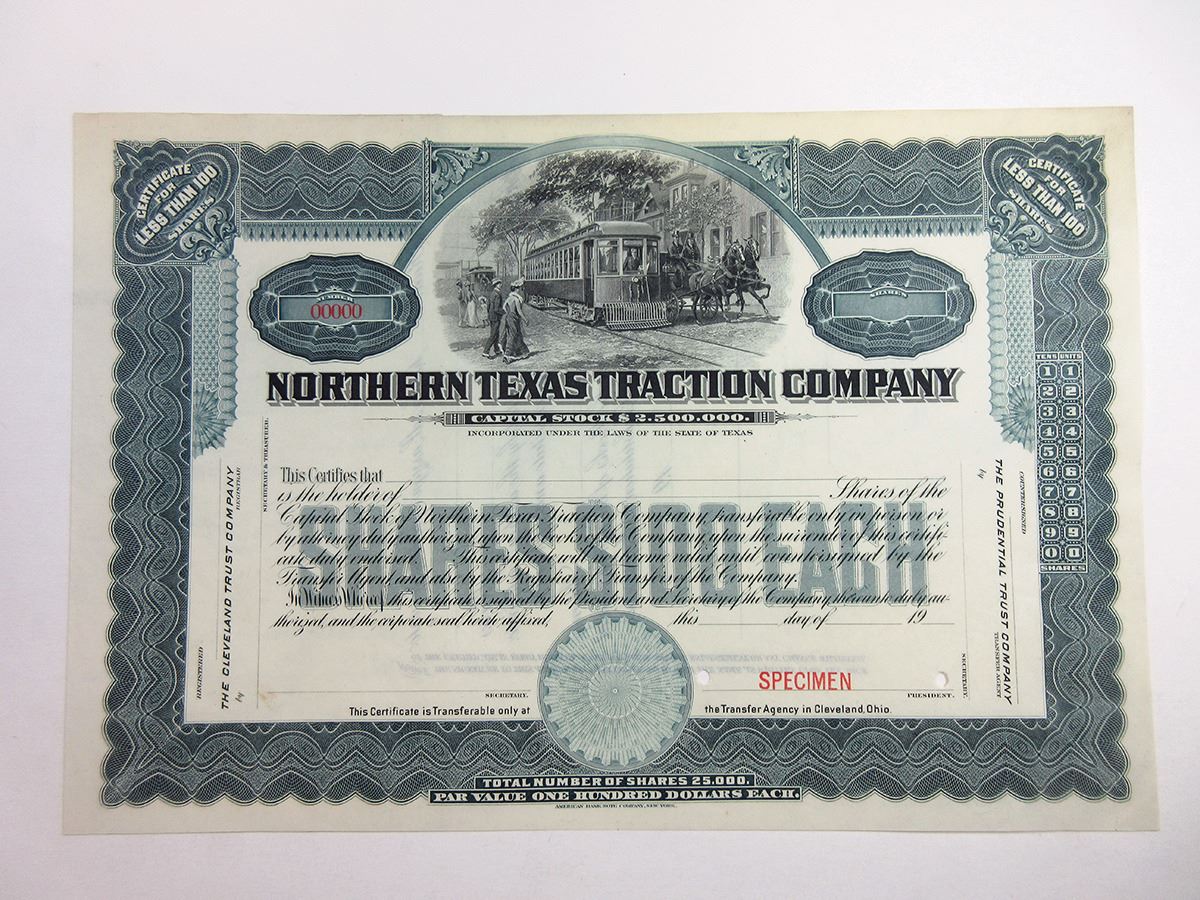 CERTIFICATE
FOR
LESS THAN 100
SHARES
CERTIFICATE
FOR
LESS THAN 100
SHARES
NUMBER
00000
SHARES
NORTHERN TEXAS TRACTION COMPANY
CAPITAL STOCK $2,500,000.
INCORPORATED UNDER THE LAWS OF THE STATE OF TEXAS
This Certifies that
is the holder of Shares of the
Capital Stock of Northern Texas Traction Company, transferable only in person or
by attorney duly authorized, upon the books of the Company, upon the surrender of this certifi-
cate duly endorsed. This certificate will not be valid until countersigned by the
Transfer Agent, and also by the Registrar of Transfers of the Company.
In Witness Whereof, this certificate is signed by the President and Secretary of the Company, thereunto duly au-
thorized, and the corporate seal hereto affixed, this day of 19
SHARES $100 EACH
SECRETARY.
SPECIMEN
PRESIDENT.
This Certificate is Transferable only at the Transfer Agency in Cleveland, Ohio.
REGISTERED
THE CLEVELAND TRUST COMPANY
REGISTRAR
by
SECRETARY & TREASURER.
COUNTERSIGNED
THE PRUDENTIAL TRUST COMPANY
TRANSFER AGENT
by
SECRETARY.
TENS UNITS
1 1
2 2
3 3
4 4
5 5
6 6
7 7
8 8
9 9
0 0
SHARES
TOTAL NUMBER OF SHARES 25,000.
PAR VALUE ONE HUNDRED DOLLARS EACH.
AMERICAN BANK NOTE COMPANY, NEW YORK.